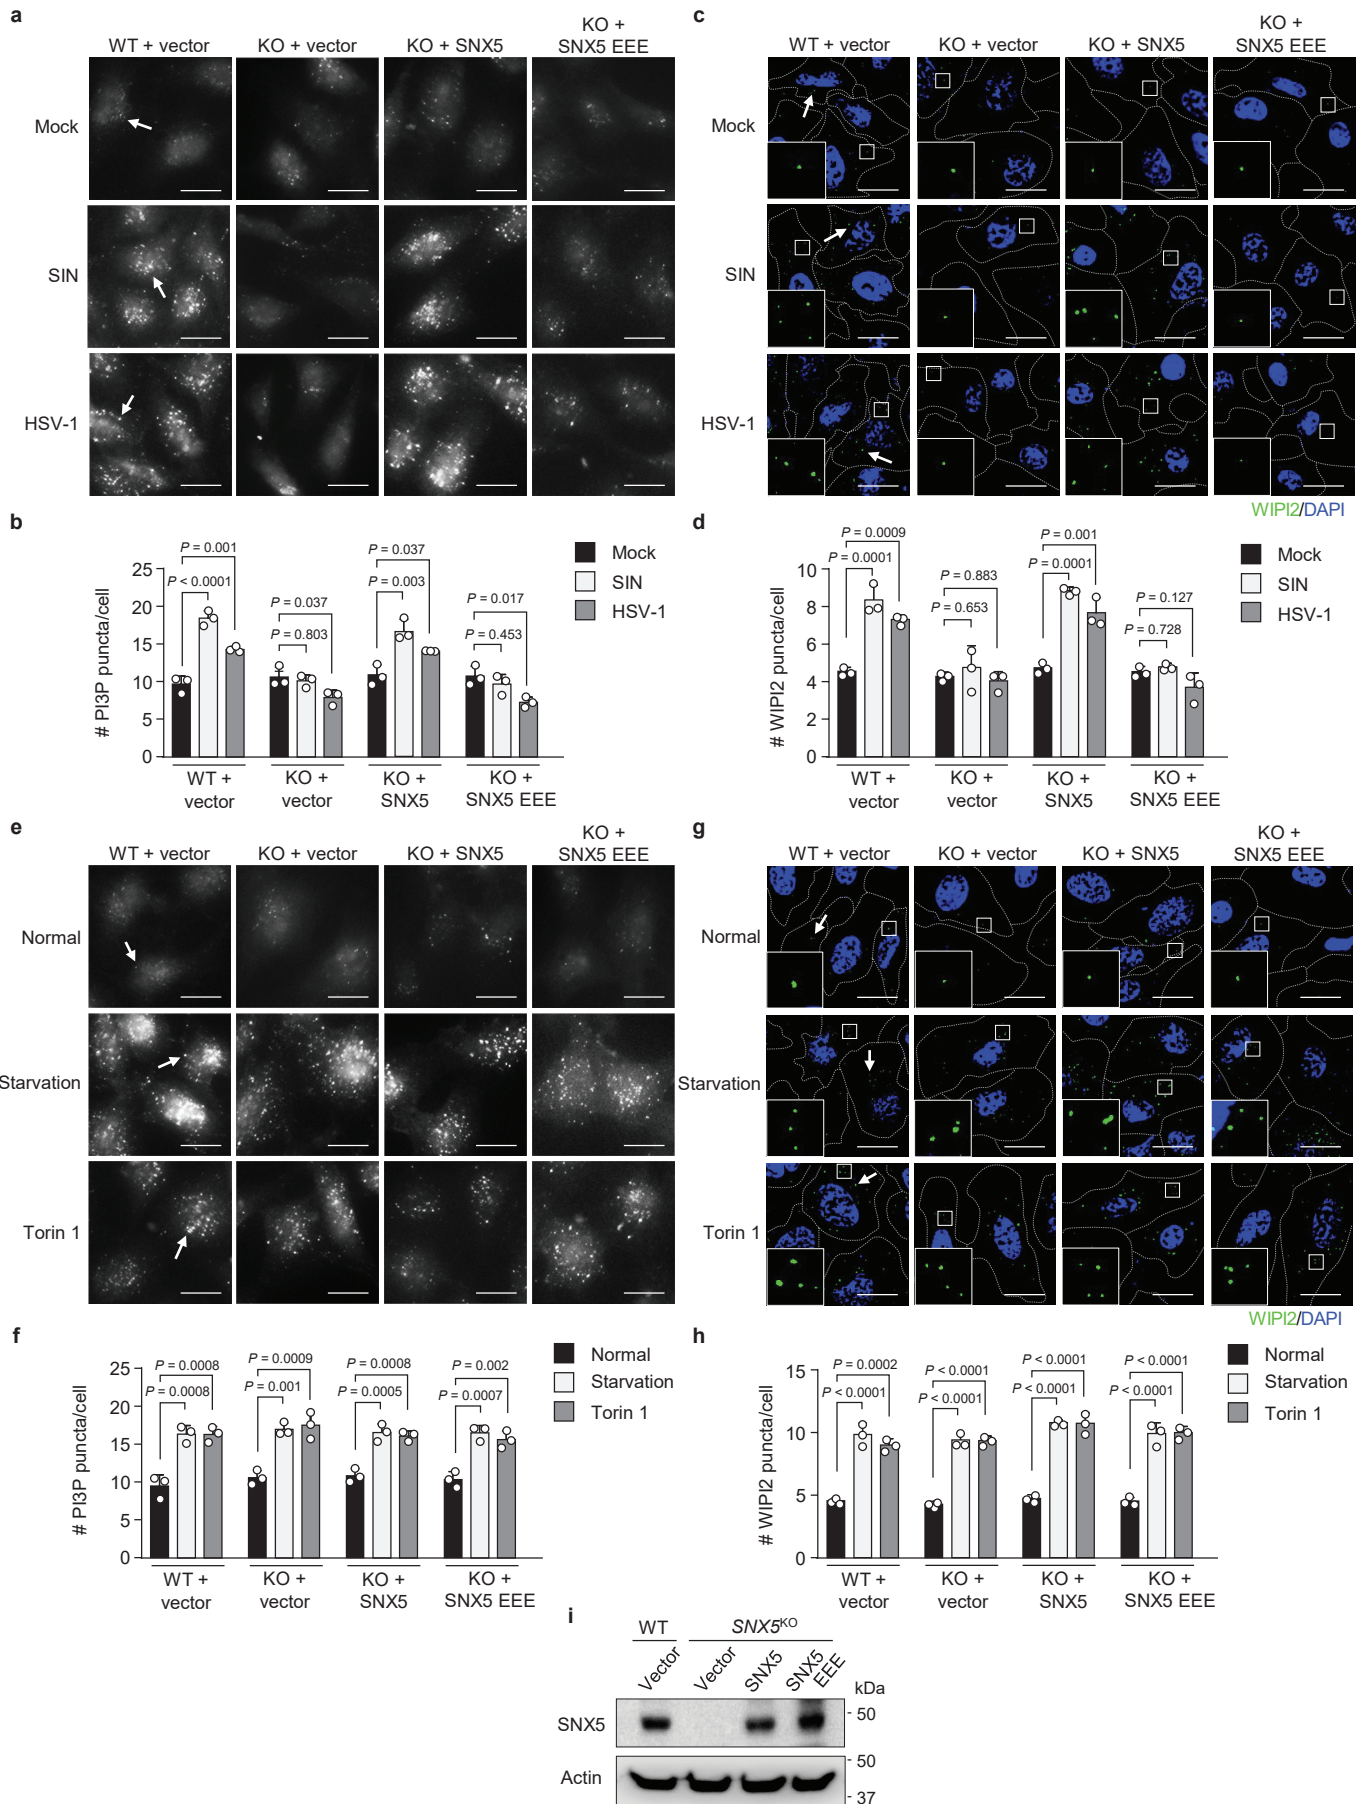 a
WT + vector
KO + vector
KO + SNX5
KO +
SNX5 EEE
Mock
SIN
HSV-1
c
WT + vector
KO + vector
KO + SNX5
KO +
SNX5 EEE
Mock
SIN
HSV-1
WIPI2/DAPI
b
# PI3P puncta/cell
25
20
15
10
5
0
P = 0.001
P < 0.0001
P = 0.037
P = 0.803
P = 0.037
P = 0.003
P = 0.017
P = 0.453
Mock
SIN
HSV-1
WT +
vector
KO +
vector
KO +
SNX5
KO +
SNX5 EEE
d
# WIPI2 puncta/cell
10
8
6
4
2
0
P = 0.0009
P = 0.0001
P = 0.883
P = 0.653
P = 0.001
P = 0.0001
P = 0.127
P = 0.728
Mock
SIN
HSV-1
WT +
vector
KO +
vector
KO +
SNX5
KO +
SNX5 EEE
e
WT + vector
KO + vector
KO + SNX5
KO +
SNX5 EEE
Normal
Starvation
Torin 1
g
WT + vector
KO + vector
KO + SNX5
KO +
SNX5 EEE
Normal
Starvation
Torin 1
WIPI2/DAPI
f
# PI3P puncta/cell
25
20
15
10
5
0
P = 0.0008
P = 0.0008
P = 0.0009
P = 0.001
P = 0.0008
P = 0.0005
P = 0.002
P = 0.0007
Normal
Starvation
Torin 1
WT +
vector
KO +
vector
KO +
SNX5
KO +
SNX5 EEE
h
# WIPI2 puncta/cell
15
10
5
0
P = 0.0002
P < 0.0001
P < 0.0001
P < 0.0001
P < 0.0001
P < 0.0001
P < 0.0001
P < 0.0001
Normal
Starvation
Torin 1
WT +
vector
KO +
vector
KO +
SNX5
KO +
SNX5 EEE
i
WT
SNX5KO
Vector
Vector
SNX5
SNX5
EEE
kDa
SNX5
- 50
Actin
- 50
- 37